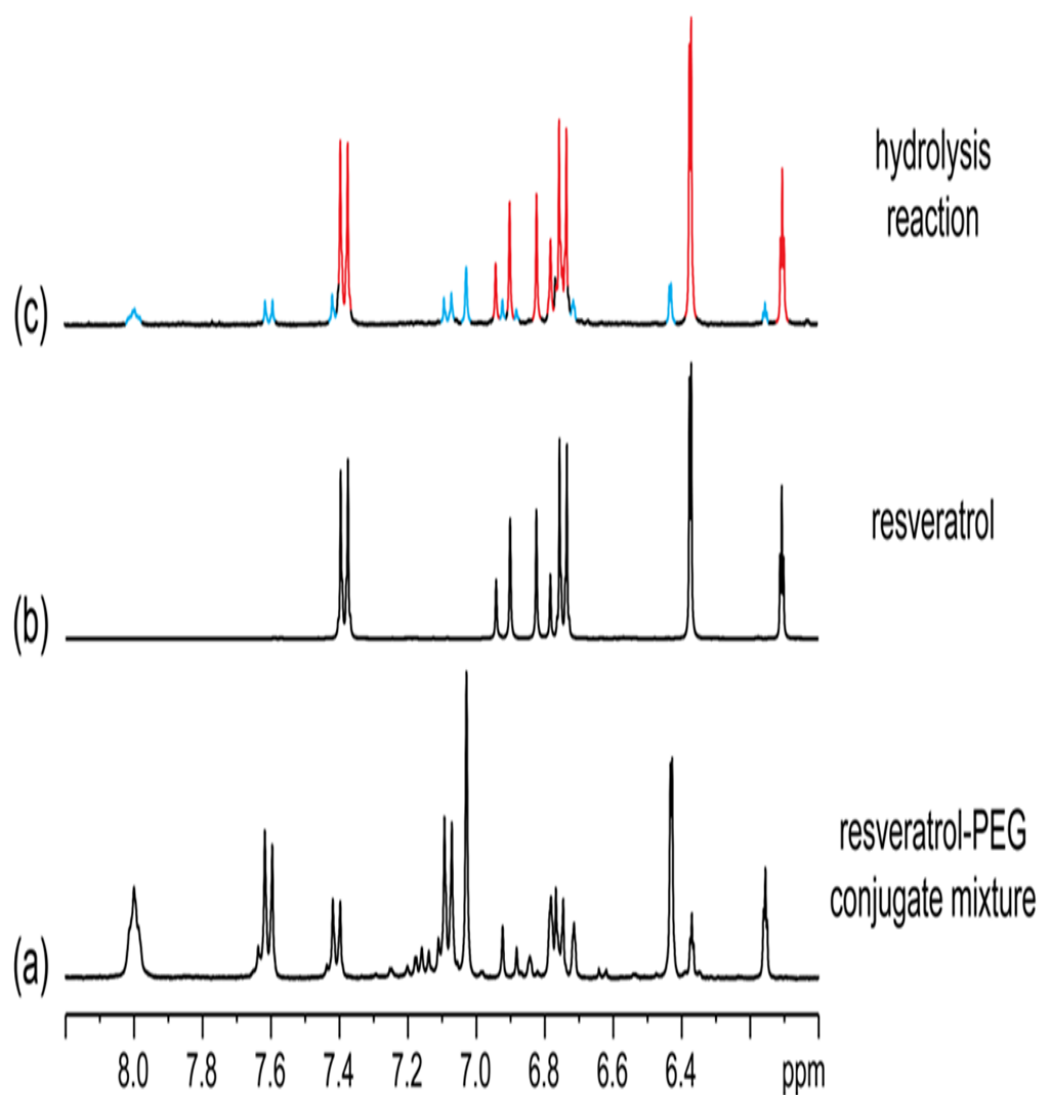 hydrolysis
reaction
(c)
resveratrol
(b)
resveratrol-PEG
conjugate mixture
(a)
8.0 7.8 7.6 7.4 7.2 7.0 6.8 6.6 6.4 ppm